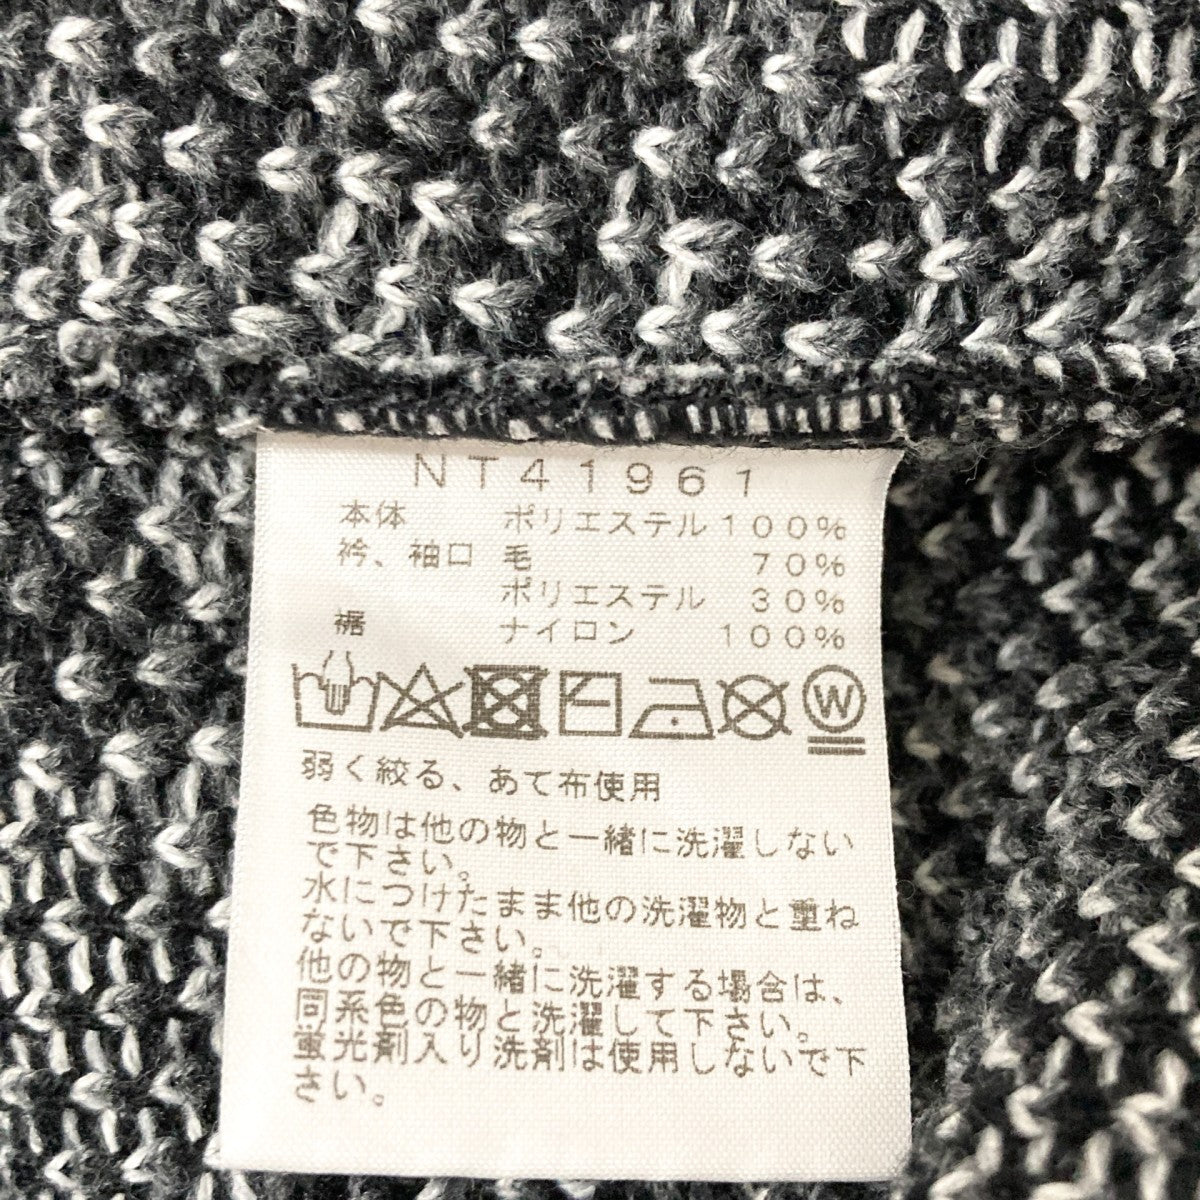 NT41961
本体 ポリエステル 100%
衿、袖口 毛 70%
ポリエステル 30%
裾 ナイロン 100%
W
弱く絞る、あて布使用
色物は他の物と一緒に洗濯しない
で下さい。
水につけたまま他の洗濯物と重ね
ないで下さい。
他の物と一緒に洗濯する場合は、
同系色の物と洗濯して下さい。
蛍光剤入り洗剤は使用しないで下
さい。